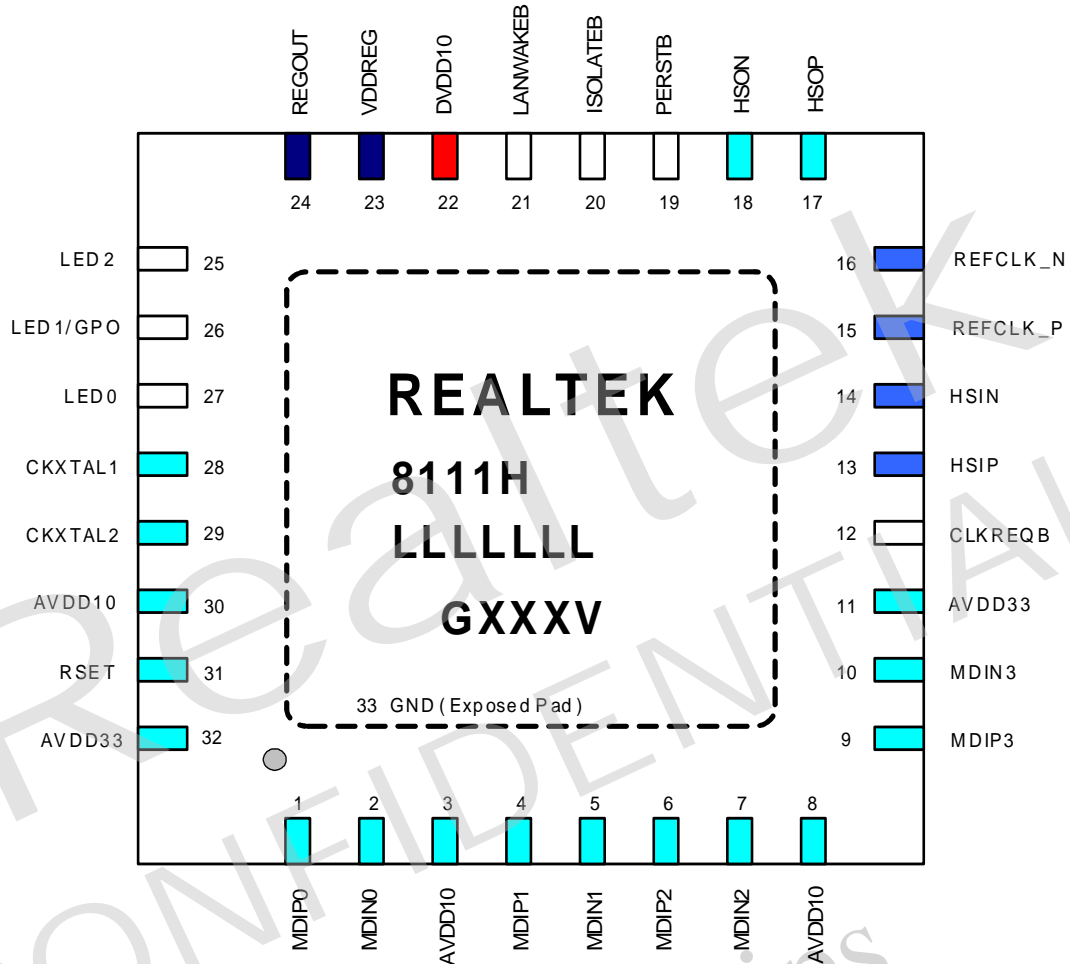 REGOUT
VDDREG
DVDD10
LANWAKEB
ISOLATEB
PERSTB
HSON
HSOP
24 23 22 21 20 19 18 17
LED2 25
LED1/GPO 26
LED0 27
CKXTAL1 28
CKXTAL2 29
AVDD10 30
RSET 31
AVDD33 32
16 REFCLK_N
15 REFCLK_P
14 HSIN
13 HSIP
12 CLKREQB
11 AVDD33
10 MDIN3
9 MDIP3
REALTEK
8111H
LLLLLLL
GXXXV
33 GND (Exposed Pad)
1 2 3 4 5 6 7 8
MDIP0
MDIN0
AVDD10
MDIP1
MDIN1
MDIP2
MDIN2
AVDD10
Realtek
CONFIDENTIAL